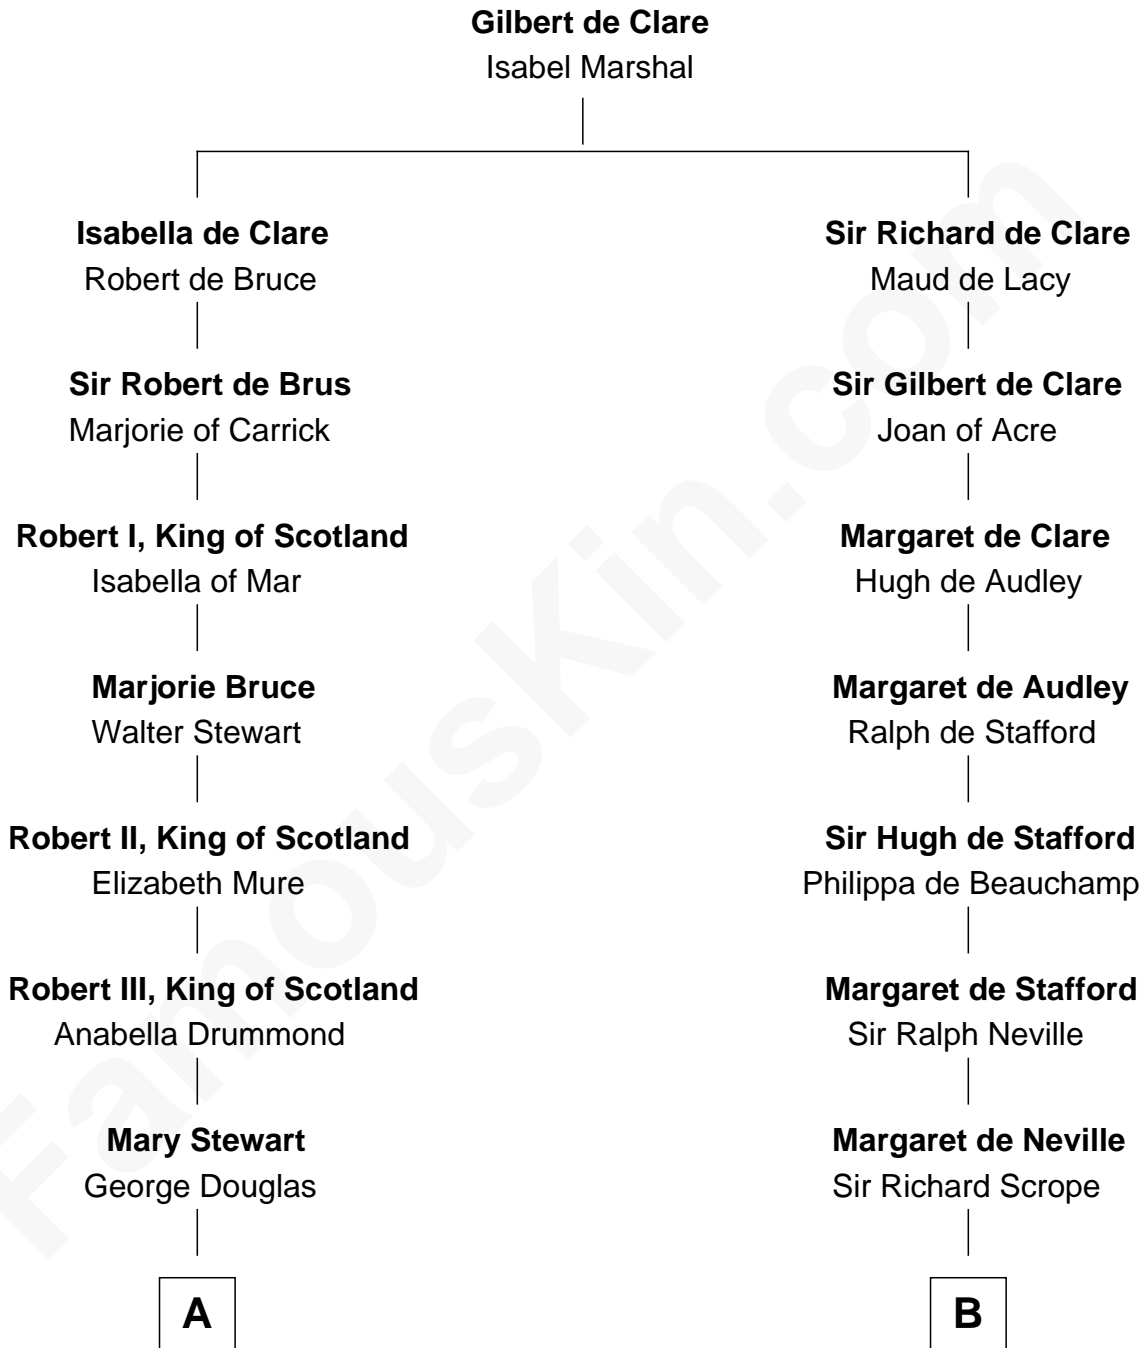 Gilbert de Clare
Isabel Marshal
Isabella de Clare
Robert de Bruce
Sir Robert de Brus
Marjorie of Carrick
Robert I, King of Scotland
Isabella of Mar
Marjorie Bruce
Walter Stewart
Robert II, King of Scotland
Elizabeth Mure
Robert III, King of Scotland
Anabella Drummond
Mary Stewart
George Douglas
A
Sir Richard de Clare
Maud de Lacy
Sir Gilbert de Clare
Joan of Acre
Margaret de Clare
Hugh de Audley
Margaret de Audley
Ralph de Stafford
Sir Hugh de Stafford
Philippa de Beauchamp
Margaret de Stafford
Sir Ralph Neville
Margaret de Neville
Sir Richard Scrope
B
FamousKin.com